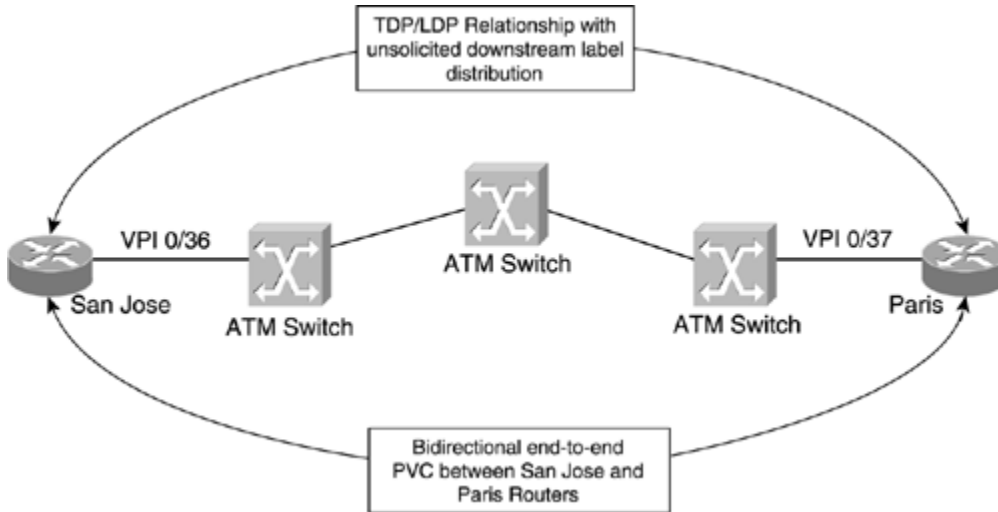 TDP/LDP Relationship with
unsolicited downstream label
distribution
VPI 0/36
VPI 0/37
San Jose
ATM Switch
ATM Switch
ATM Switch
Paris
Bidirectional end-to-end
PVC between San Jose and
Paris Routers